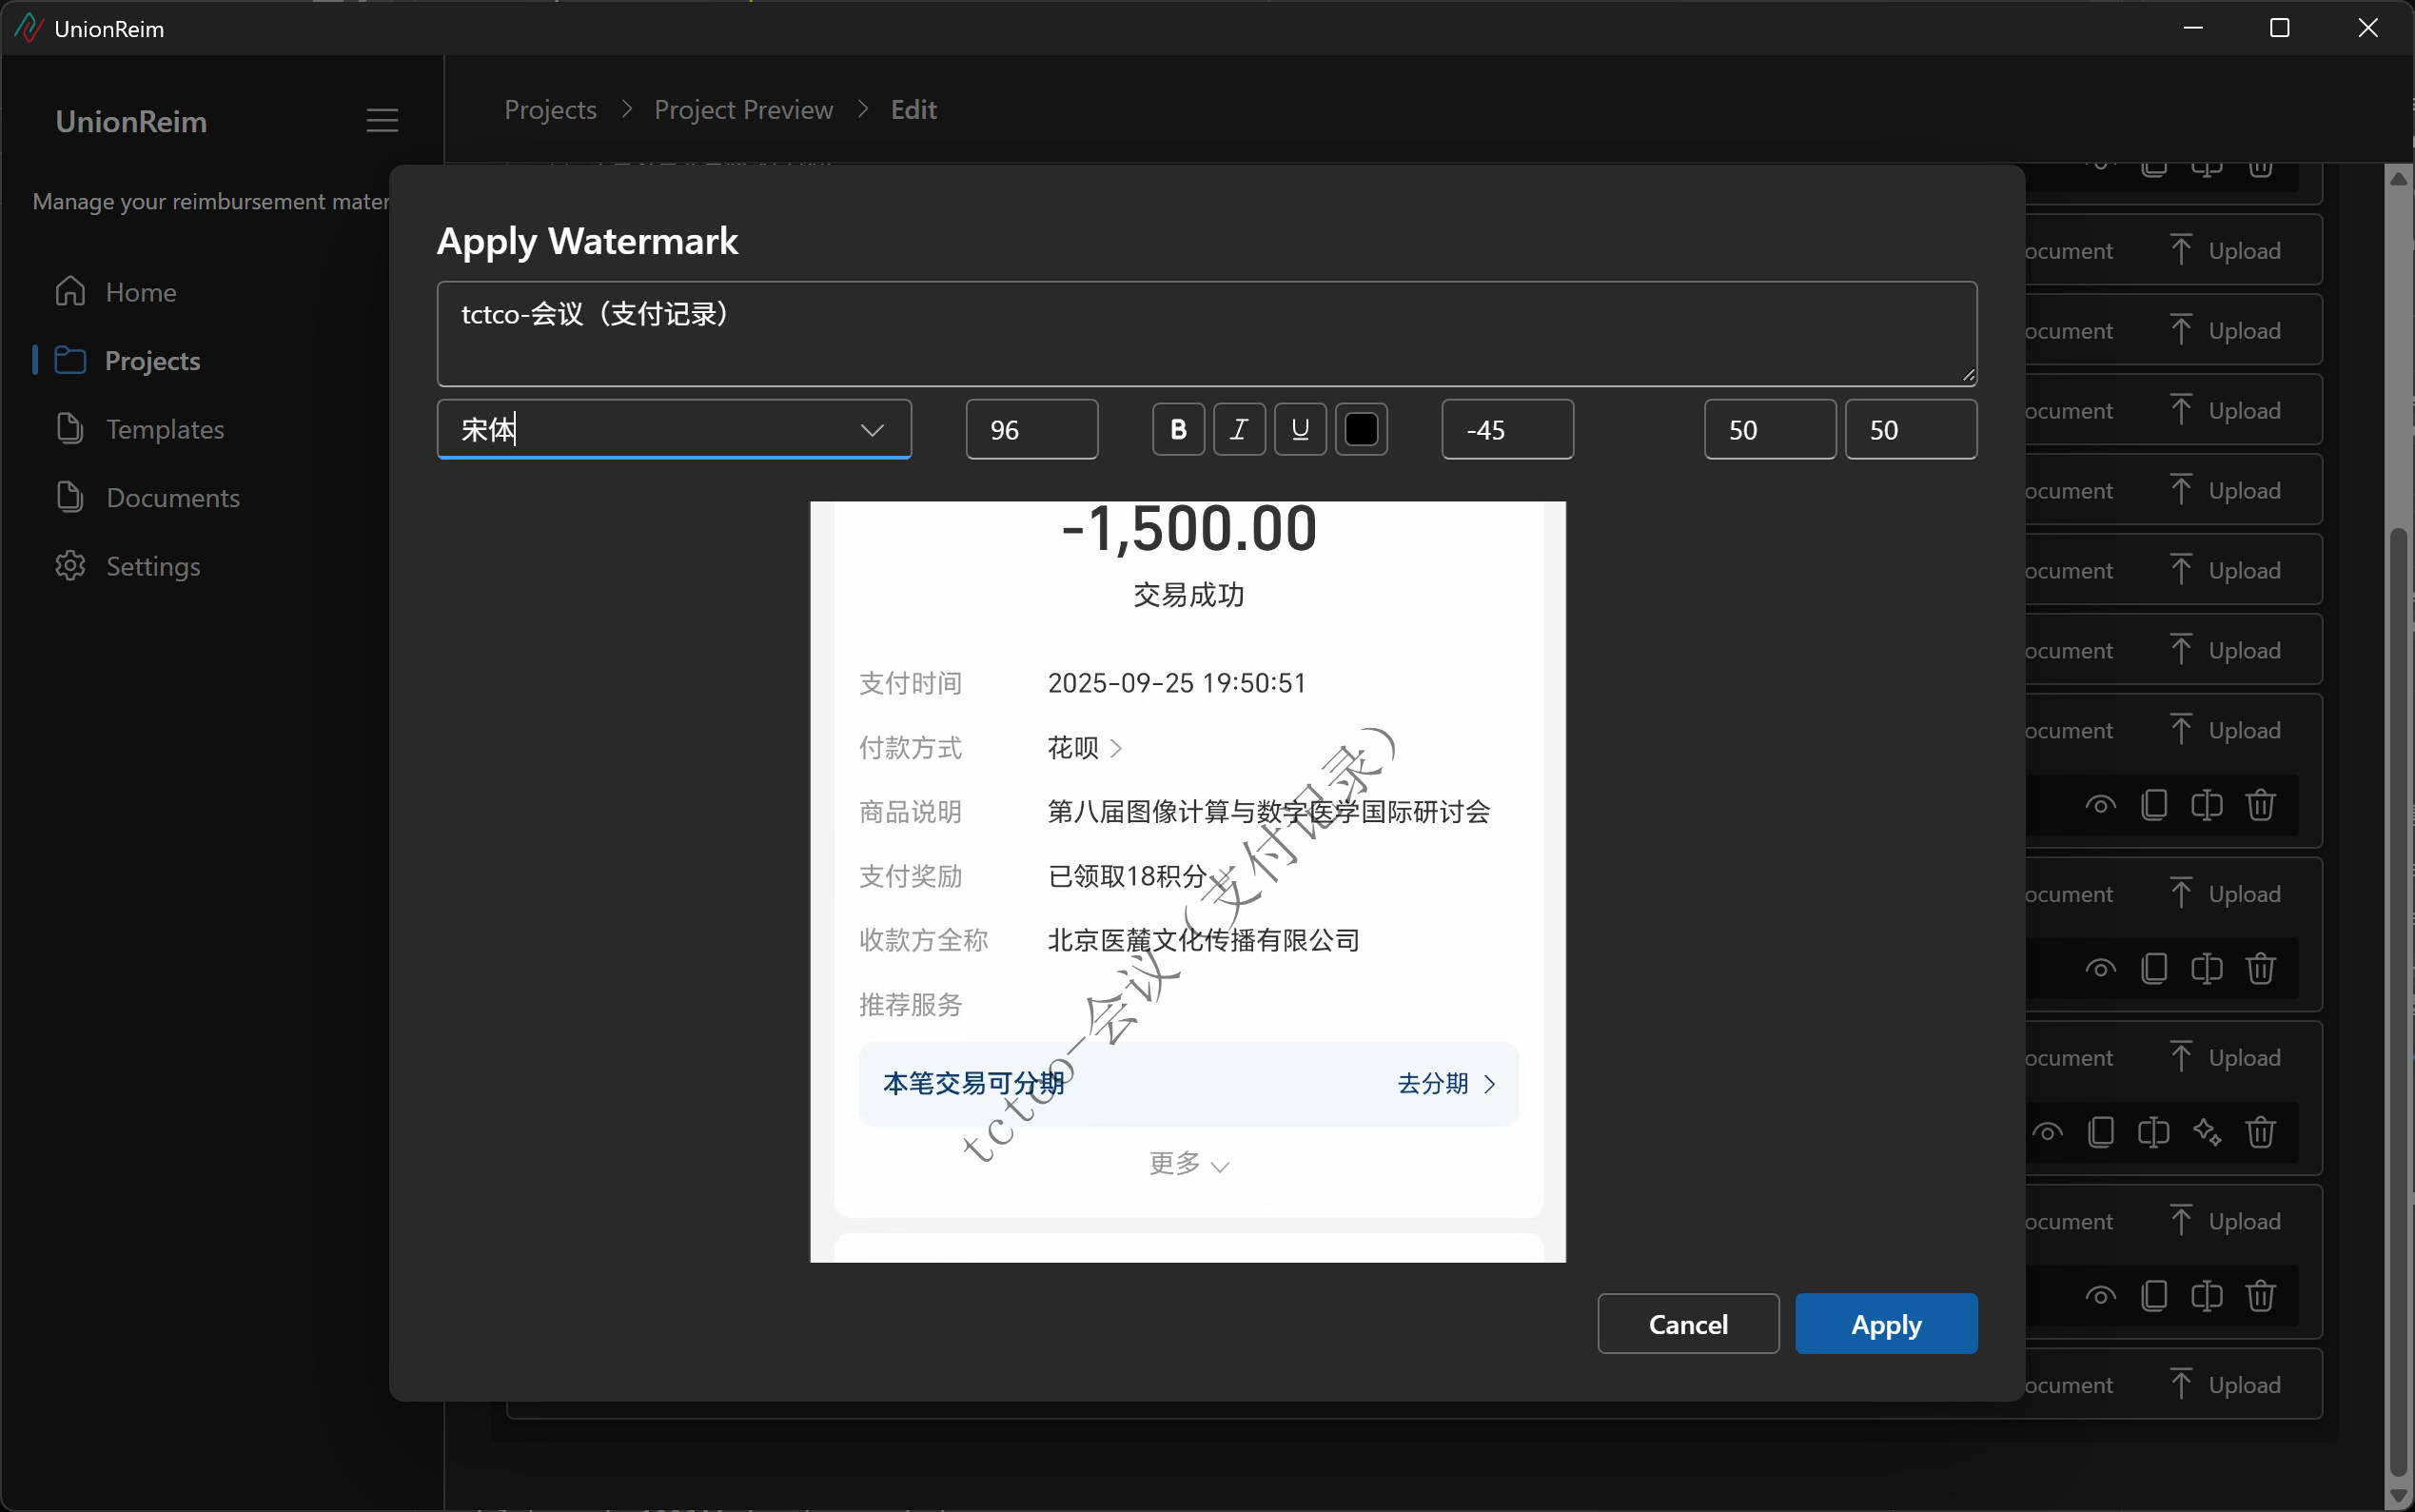 UnionReim
UnionReim
Projects > Project Preview > Edit
Manage your reimbursement mater
Home
Projects
Templates
Documents
Settings
Apply Watermark
tctco-会议（支付记录）
宋体
96
B I U
-45
50
50
-1,500.00
交易成功
支付时间 2025-09-25 19:50:51
付款方式 花呗 >
商品说明 第八届图像计算与数字医学国际研讨会
支付奖励 已领取18积分
收款方全称 北京医麓文化传播有限公司
推荐服务
本笔交易可分期 去分期 >
更多
tctco-会议（支付记录）
Cancel
Apply
ocument Upload
ocument Upload
ocument Upload
ocument Upload
ocument Upload
ocument Upload
ocument Upload
ocument Upload
ocument Upload
ocument Upload
ocument Upload